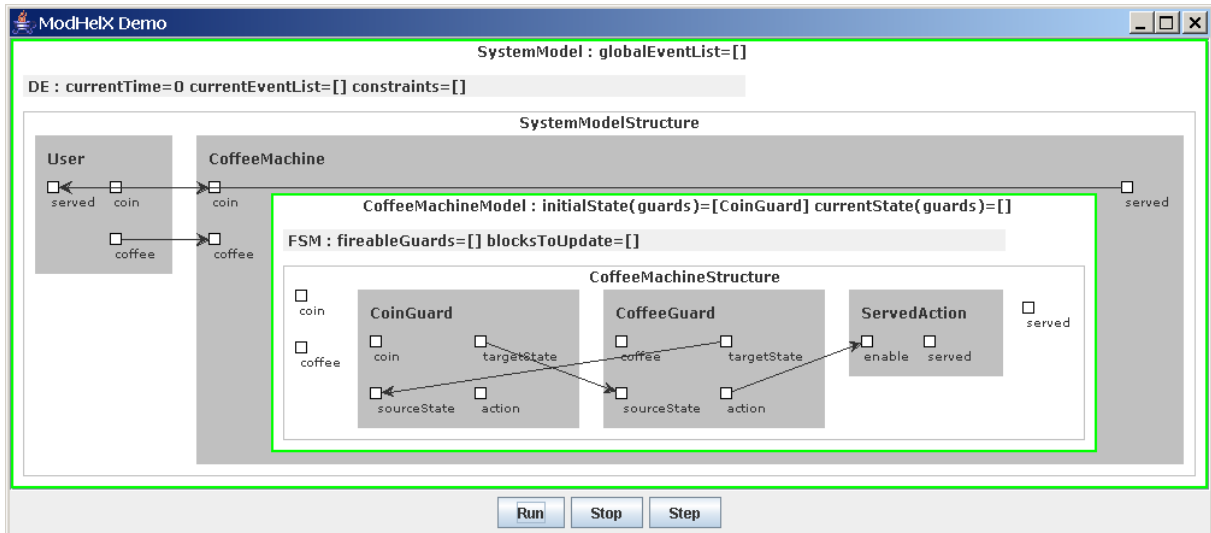 ModHelX Demo
SystemModel : globalEventList=[]
DE : currentTime=0 currentEventList=[] constraints=[]
SystemModelStructure
User
CoffeeMachine
served coin
coin
served
coffee
coffee
CoffeeMachineModel : initialState(guards)=[CoinGuard] currentState(guards)=[]
FSM : fireableGuards=[] blocksToUpdate=[]
CoffeeMachineStructure
coin
CoinGuard
CoffeeGuard
ServedAction
served
coffee
coin targetState
coffee targetState
enable served
sourceState action
sourceState action
Run Stop Step